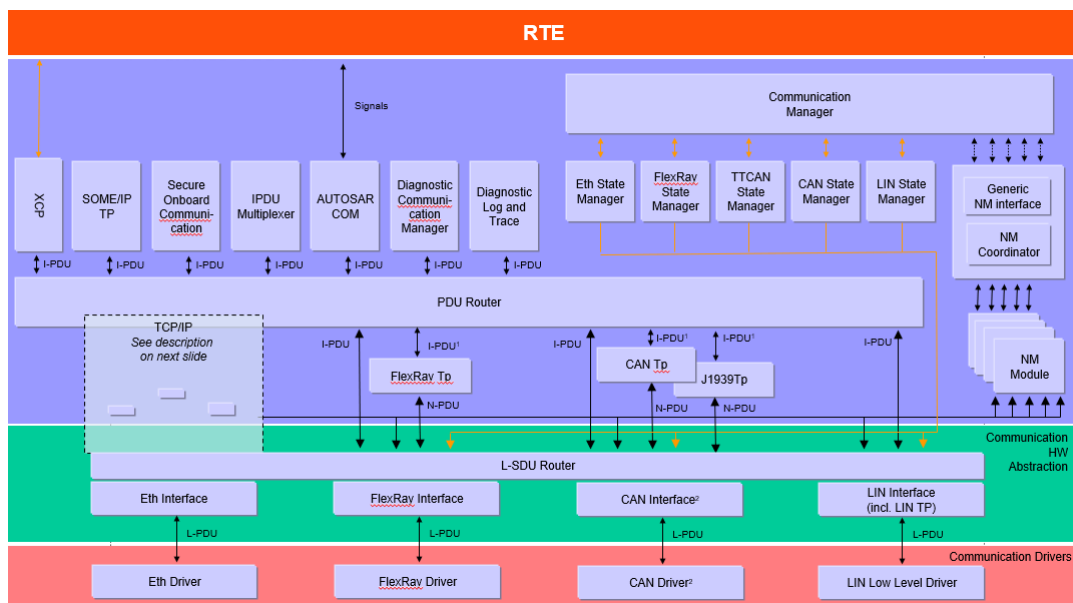 RTE
Signals
Communication
Manager
XCP
SOME/IP
TP
Secure
Onboard
Communi-
cation
IPDU
Multiplexer
AUTOSAR
COM
Diagnostic
Communi-
cation
Manager
Diagnostic
Log and
Trace
Eth State
Manager
FlexRay
State
Manager
TTCAN
State
Manager
CAN State
Manager
LIN State
Manager
Generic
NM interface
NM
Coordinator
I-PDU
I-PDU
I-PDU
I-PDU
I-PDU
I-PDU
I-PDU
PDU Router
TCP/IP
See description
on next slide
I-PDU
I-PDU¹
I-PDU
I-PDU¹
I-PDU¹
I-PDU
FlexRay Tp
CAN Tp
J1939Tp
NM
Module
N-PDU
N-PDU
N-PDU
Communication
HW
Abstraction
L-SDU Router
Eth Interface
FlexRay Interface
CAN Interface²
LIN Interface
(incl. LIN TP)
L-PDU
L-PDU
L-PDU
L-PDU
Communication Drivers
Eth Driver
FlexRay Driver
CAN Driver²
LIN Low Level Driver